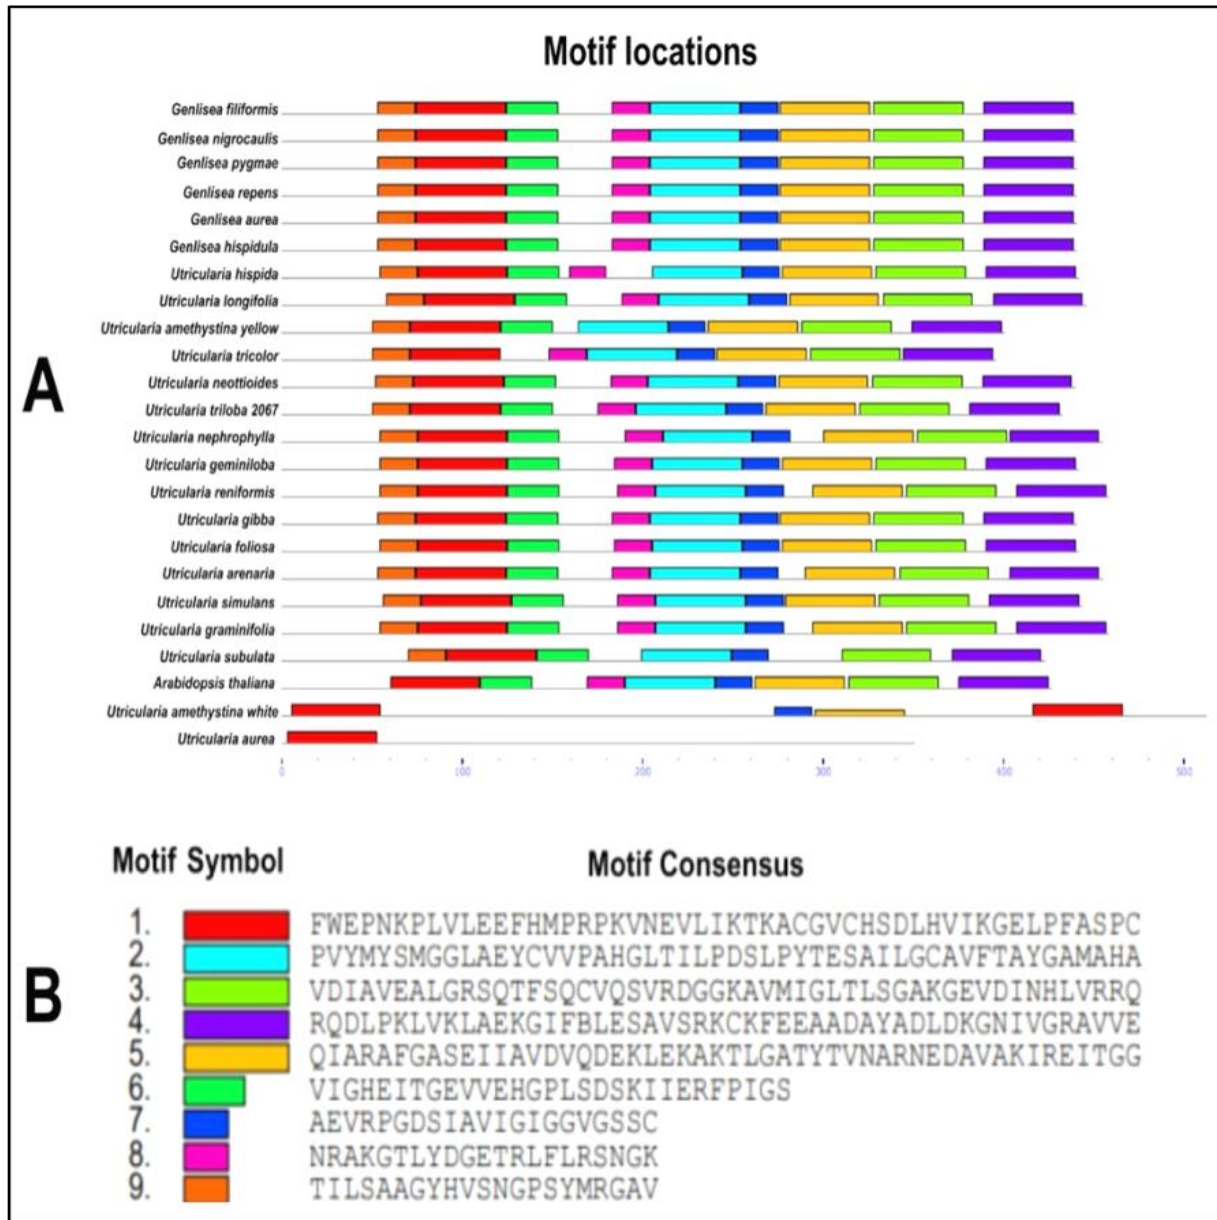 Motif locations
Genlisea filiformis
Genlisea nigrocaulis
Genlisea pygmae
Genlisea repens
Genlisea aurea
Genlisea hispidula
Utricularia hispida
Utricularia longifolia
Utricularia amethystina yellow
Utricularia tricolor
A
Utricularia neottioides
Utricularia triloba 2067
Utricularia nephrophylla
Utricularia geminiloba
Utricularia reniformis
Utricularia gibba
Utricularia foliosa
Utricularia arenaria
Utricularia simulans
Utricularia graminifolia
Utricularia subulata
Arabidopsis thaliana
Utricularia amethystina white
Utricularia aurea
0 100 200 300 400 500
Motif Symbol Motif Consensus
1. FWEPNKPLVLEEFHMPRPKVNEVLIKTKACGVCHSDLHVIKGELPFASPC
2. PVYMYSMGGLAEYCVVPAHGLTILPDSLPYTESAILGCAVFTAYGAMAHA
B
3. VDIAVEALGRSQTFSQCVQSVRDGGKAVMIGLTLSGAKGEVDINHLVRRQ
4. RQDLPKLVKLAEKGIFBLESAVSRKCKFEEAADAYADLDKGNIVGRAVVE
5. QIARAFGASEIIAVDVQDEKLEKAKTLGATYTVNARNEDAVAKIREITGG
6. VIGHEITGEVVEHGPLSDSKIIERFPIGS
7. AEVRPGDSIAVIGIGGVGSSC
8. NRAKGTLYDGETRLFLRSNGK
9. TILSAAGYHVSNGPSYMRGAV